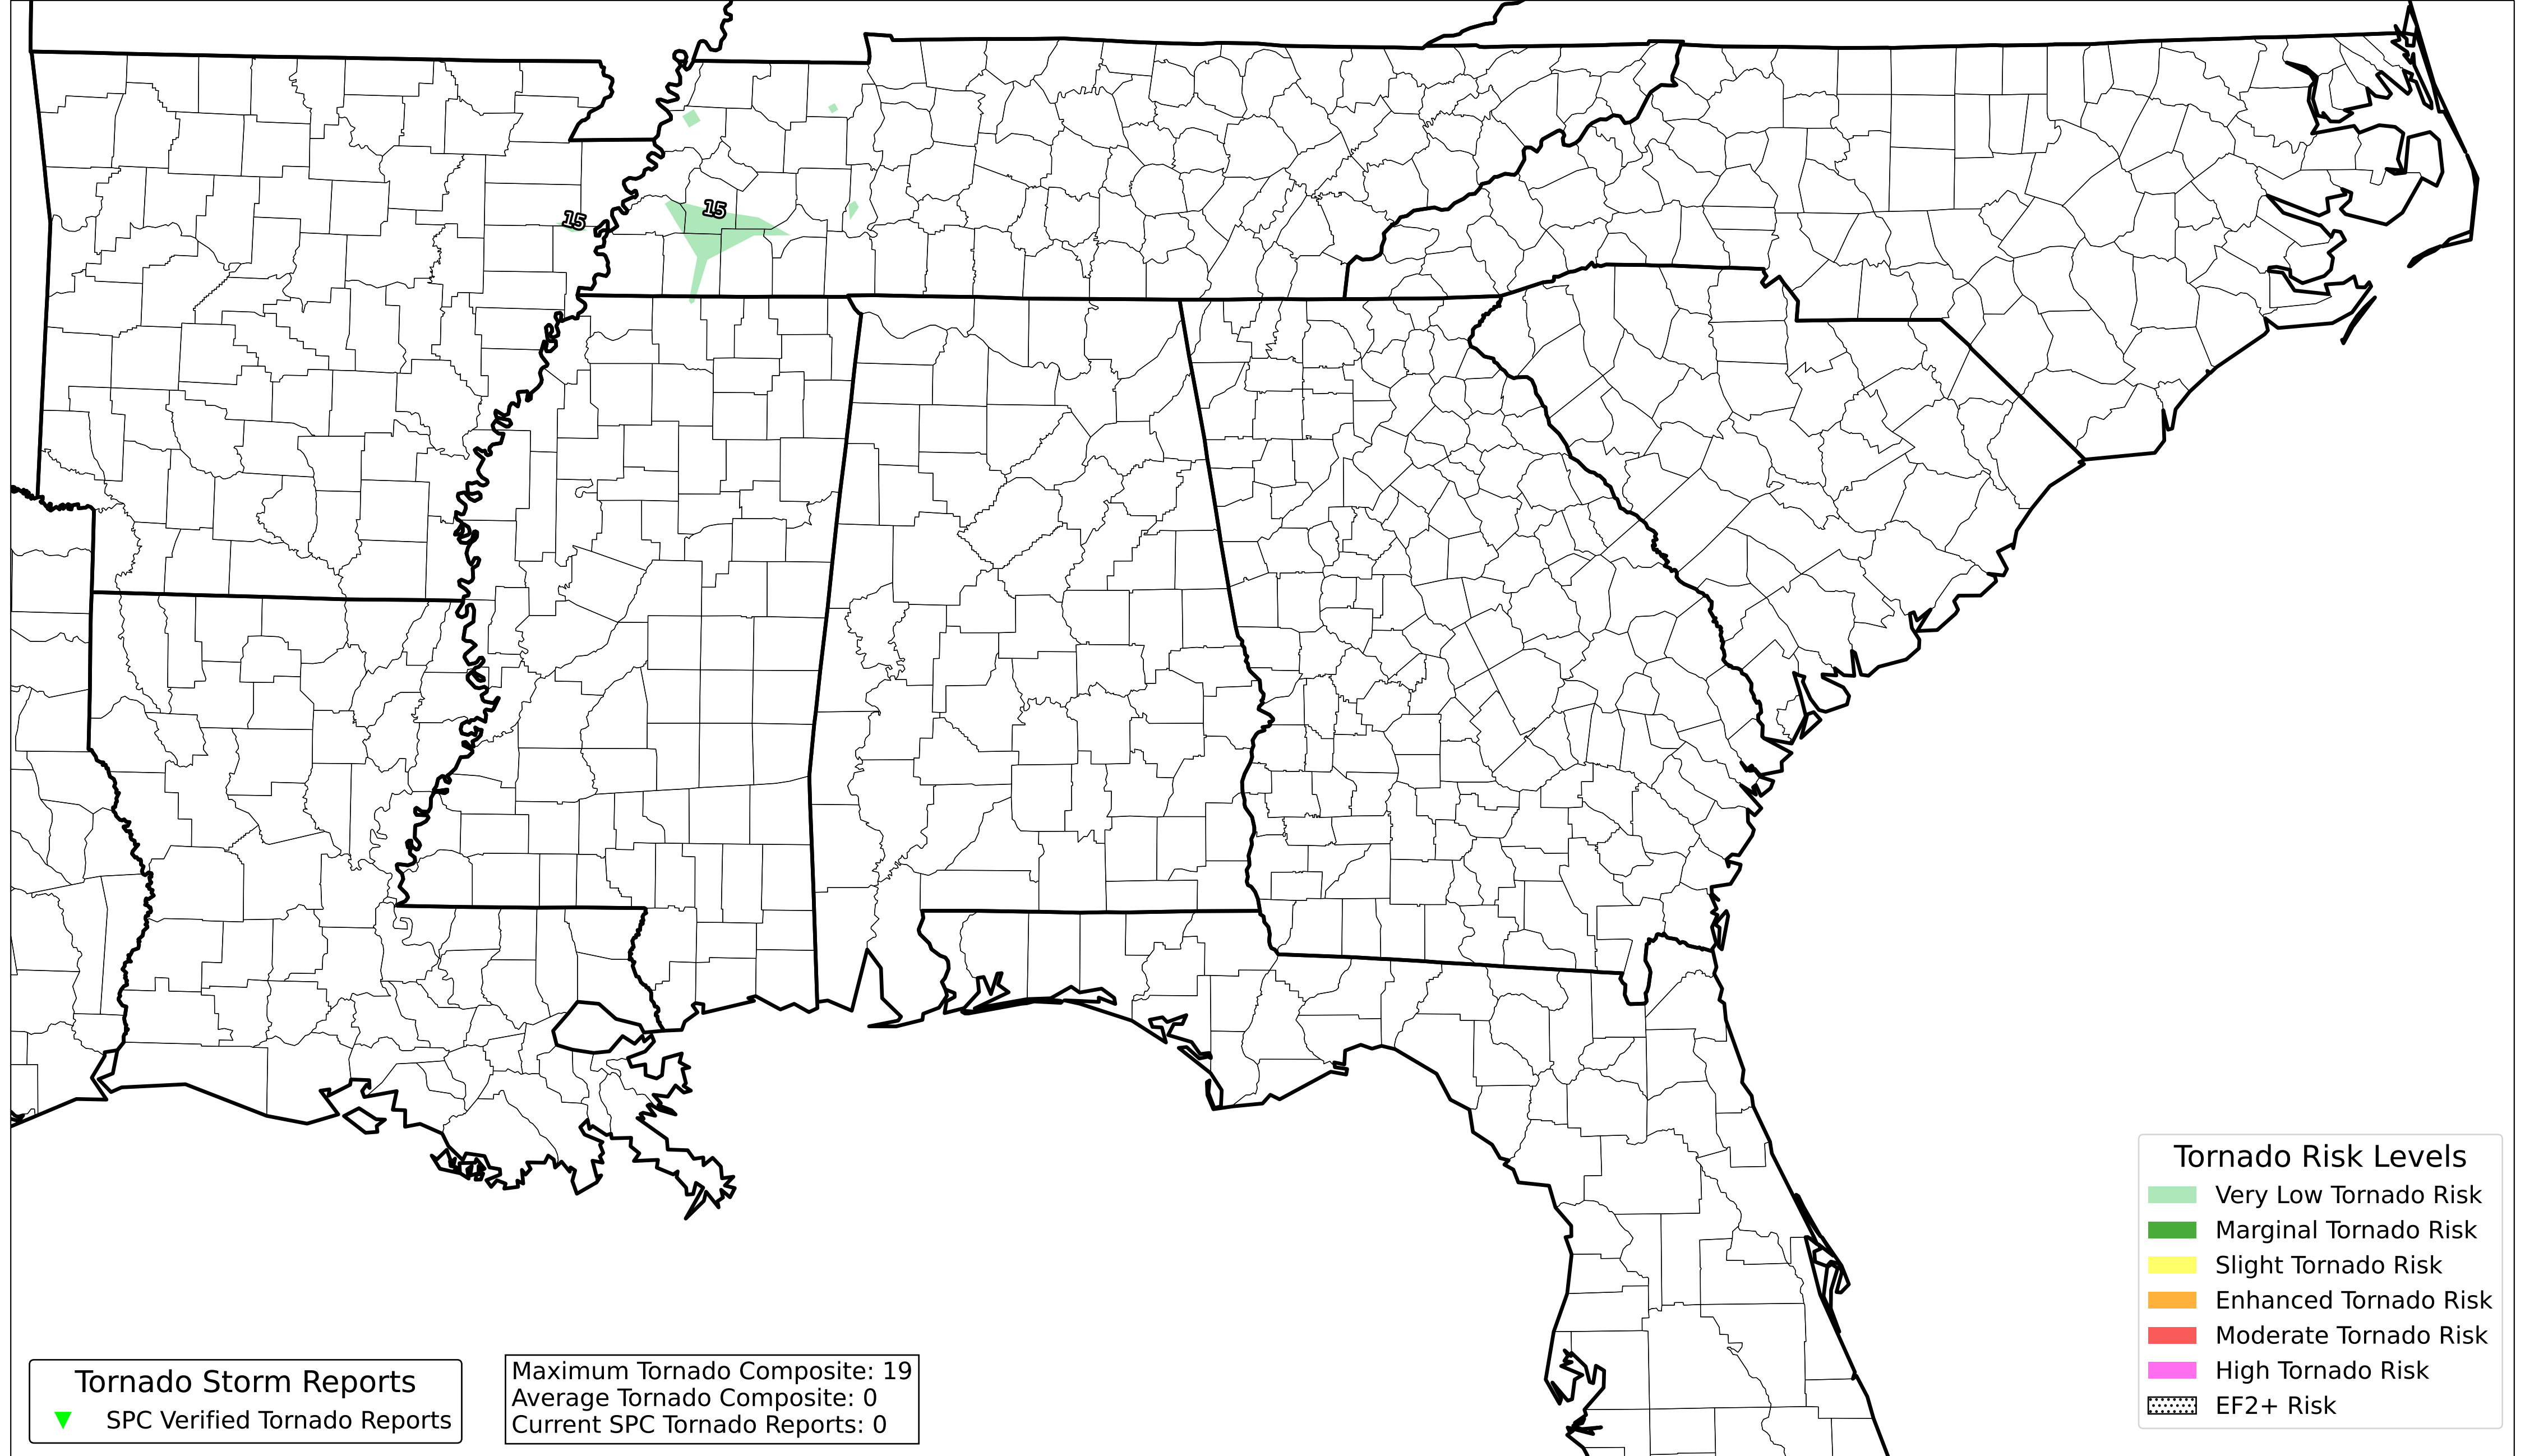 15
15
Tornado Storm Reports
SPC Verified Tornado Reports
Maximum Tornado Composite: 19
Average Tornado Composite: 0
Current SPC Tornado Reports: 0
Tornado Risk Levels
Very Low Tornado Risk
Marginal Tornado Risk
Slight Tornado Risk
Enhanced Tornado Risk
Moderate Tornado Risk
High Tornado Risk
EF2+ Risk